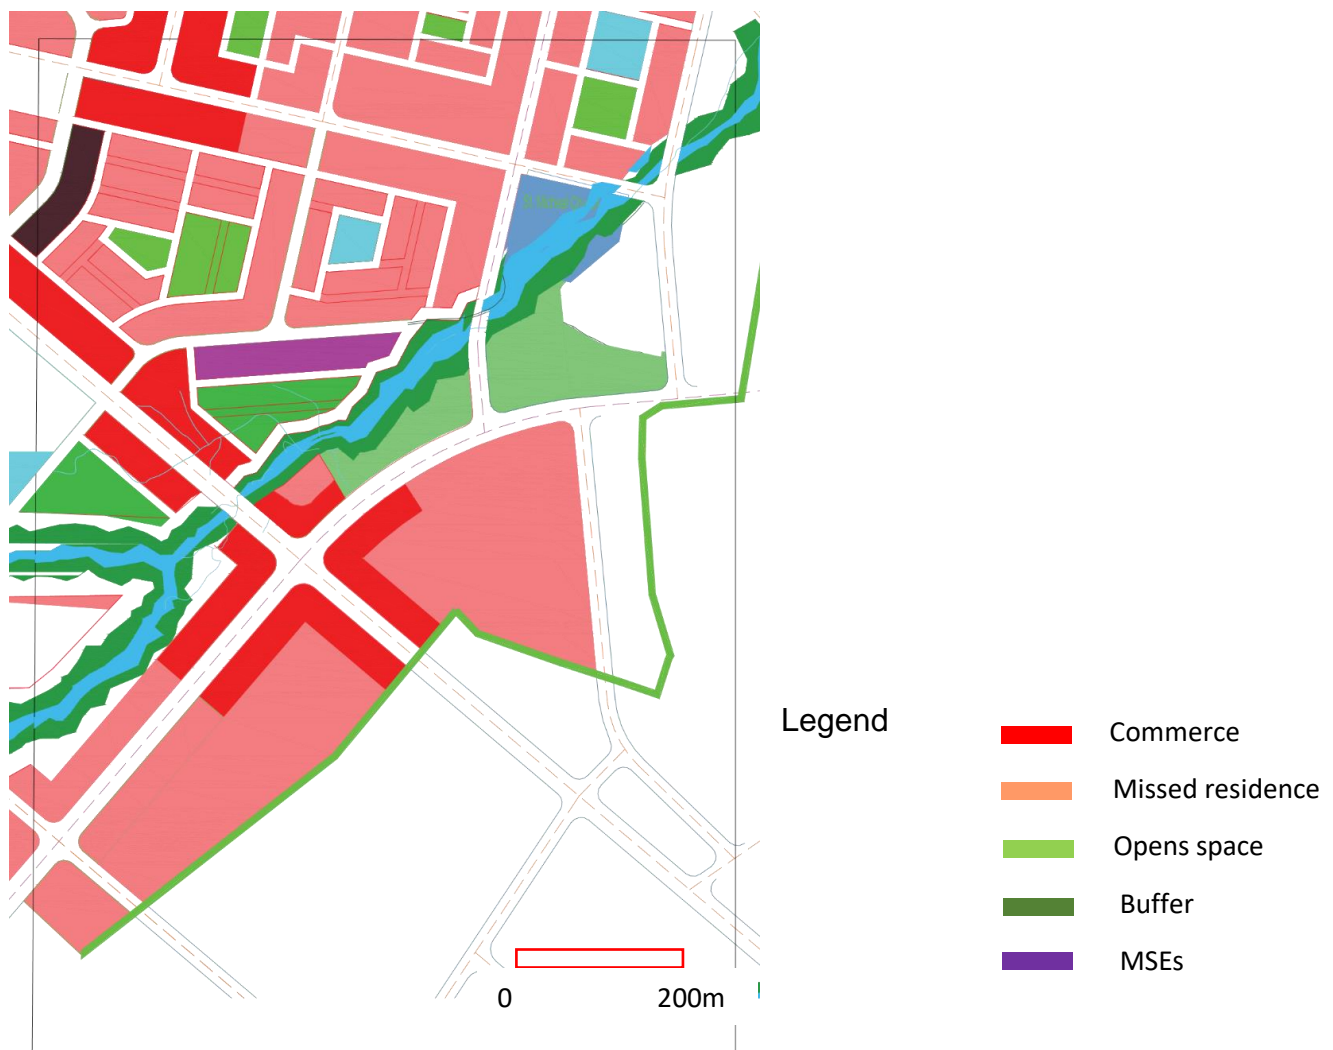 Legend
Commerce
Missed residence
Opens space
Buffer
MSEs
0 200m